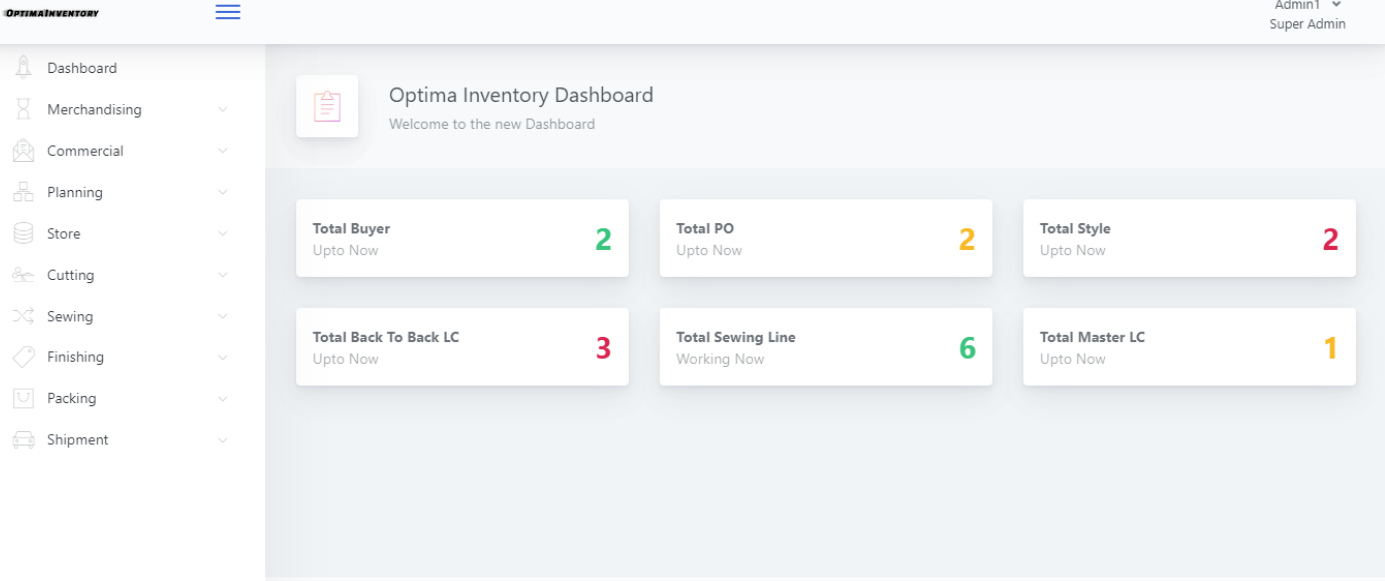 OptimaInventory
Admin1
Super Admin
Dashboard
Merchandising
Commercial
Planning
Store
Cutting
Sewing
Finishing
Packing
Shipment
Optima Inventory Dashboard
Welcome to the new Dashboard
Total Buyer
Upto Now
2
Total PO
Upto Now
2
Total Style
Upto Now
2
Total Back To Back LC
Upto Now
3
Total Sewing Line
Working Now
6
Total Master LC
Upto Now
1